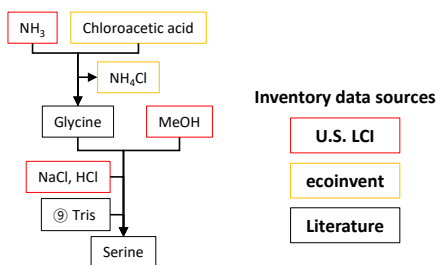 NH3
Chloroacetic acid
NH4Cl
Glycine
MeOH
NaCl, HCl
⑨ Tris
Serine
Inventory data sources
U.S. LCI
ecoinvent
Literature